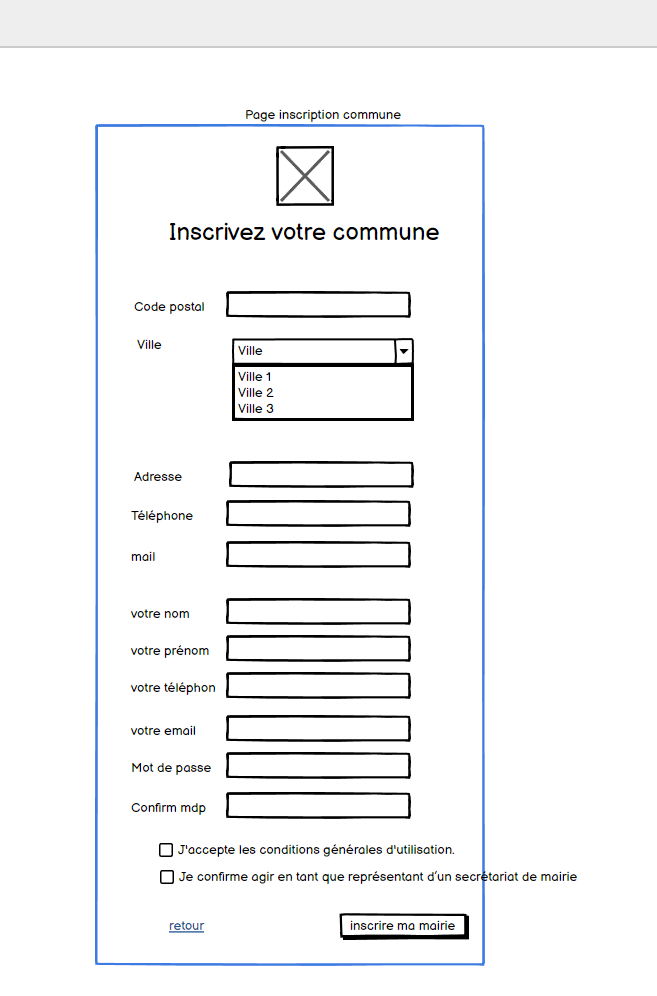 Page inscription commune
Inscrivez votre commune
Code postal
Ville
Ville
Ville 1
Ville 2
Ville 3
Adresse
Téléphone
mail
votre nom
votre prénom
votre téléphon
votre email
Mot de passe
Confirm mdp
J'accepte les conditions générales d'utilisation.
Je confirme agir en tant que représentant d'un secrétariat de mairie
retour
inscrire ma mairie